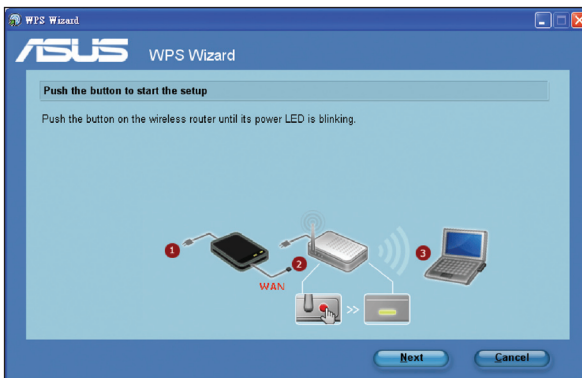 WPS Wizard
ASUS WPS Wizard
Push the button to start the setup
Push the button on the wireless router until its power LED is blinking.
1
2
3
WAN
>>
Next
Cancel